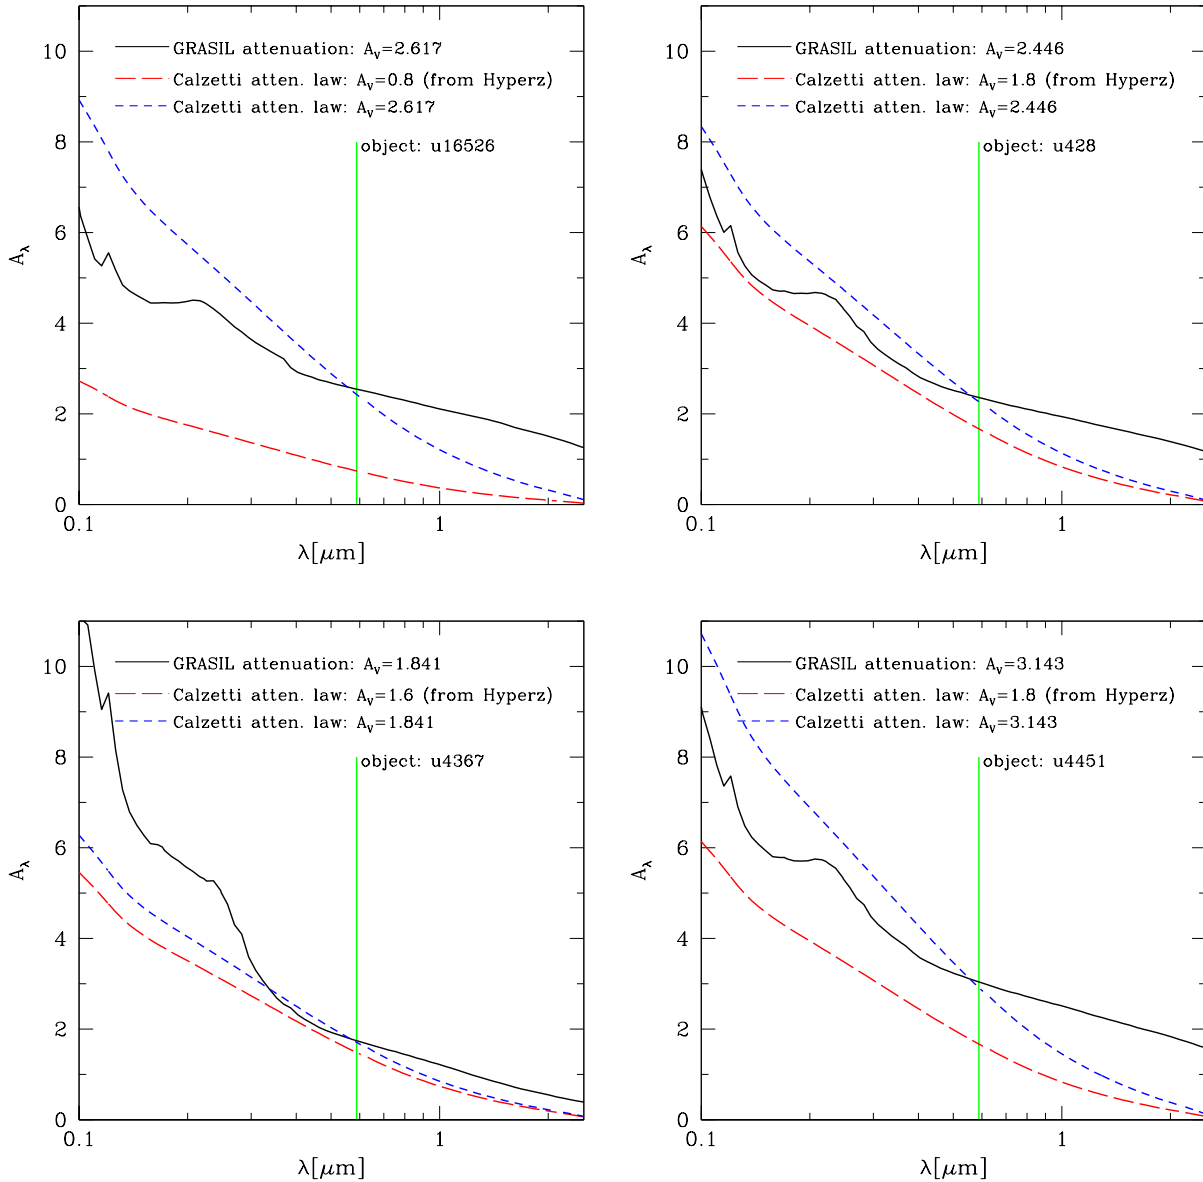 GRASIL attenuation: A_V=2.617
Calzetti atten. law: A_V=0.8 (from Hyperz)
Calzetti atten. law: A_V=2.617
object: u16526
10
8
6
4
2
0
A_λ
0.1 1
λ[μm]
GRASIL attenuation: A_V=2.446
Calzetti atten. law: A_V=1.8 (from Hyperz)
Calzetti atten. law: A_V=2.446
object: u428
10
8
6
4
2
0
A_λ
0.1 1
λ[μm]
GRASIL attenuation: A_V=1.841
Calzetti atten. law: A_V=1.6 (from Hyperz)
Calzetti atten. law: A_V=1.841
object: u4367
10
8
6
4
2
0
A_λ
0.1 1
λ[μm]
GRASIL attenuation: A_V=3.143
Calzetti atten. law: A_V=1.8 (from Hyperz)
Calzetti atten. law: A_V=3.143
object: u4451
10
8
6
4
2
0
A_λ
0.1 1
λ[μm]